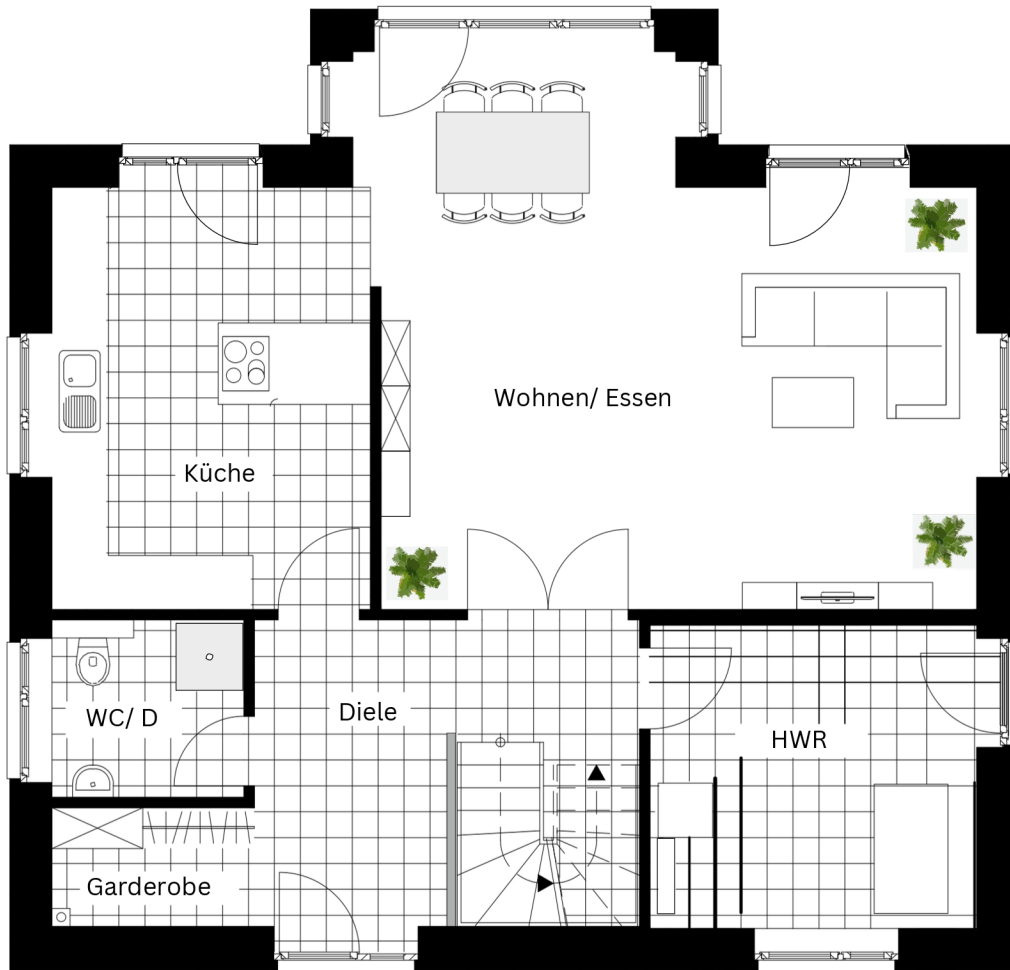 Wohnen/ Essen
Küche
WC/ D
Diele
HWR
Garderobe